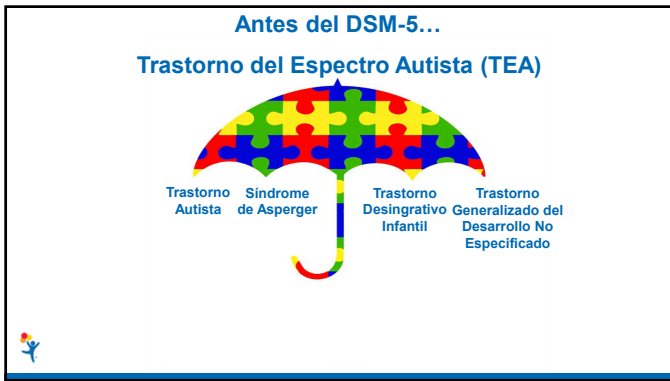 Antes del DSM-5…
Trastorno del Espectro Autista (TEA)
Trastorno
Autista
Síndrome
de Asperger
Trastorno
Desingrativo
Infantil
Trastorno
Generalizado del
Desarrollo No
Especificado